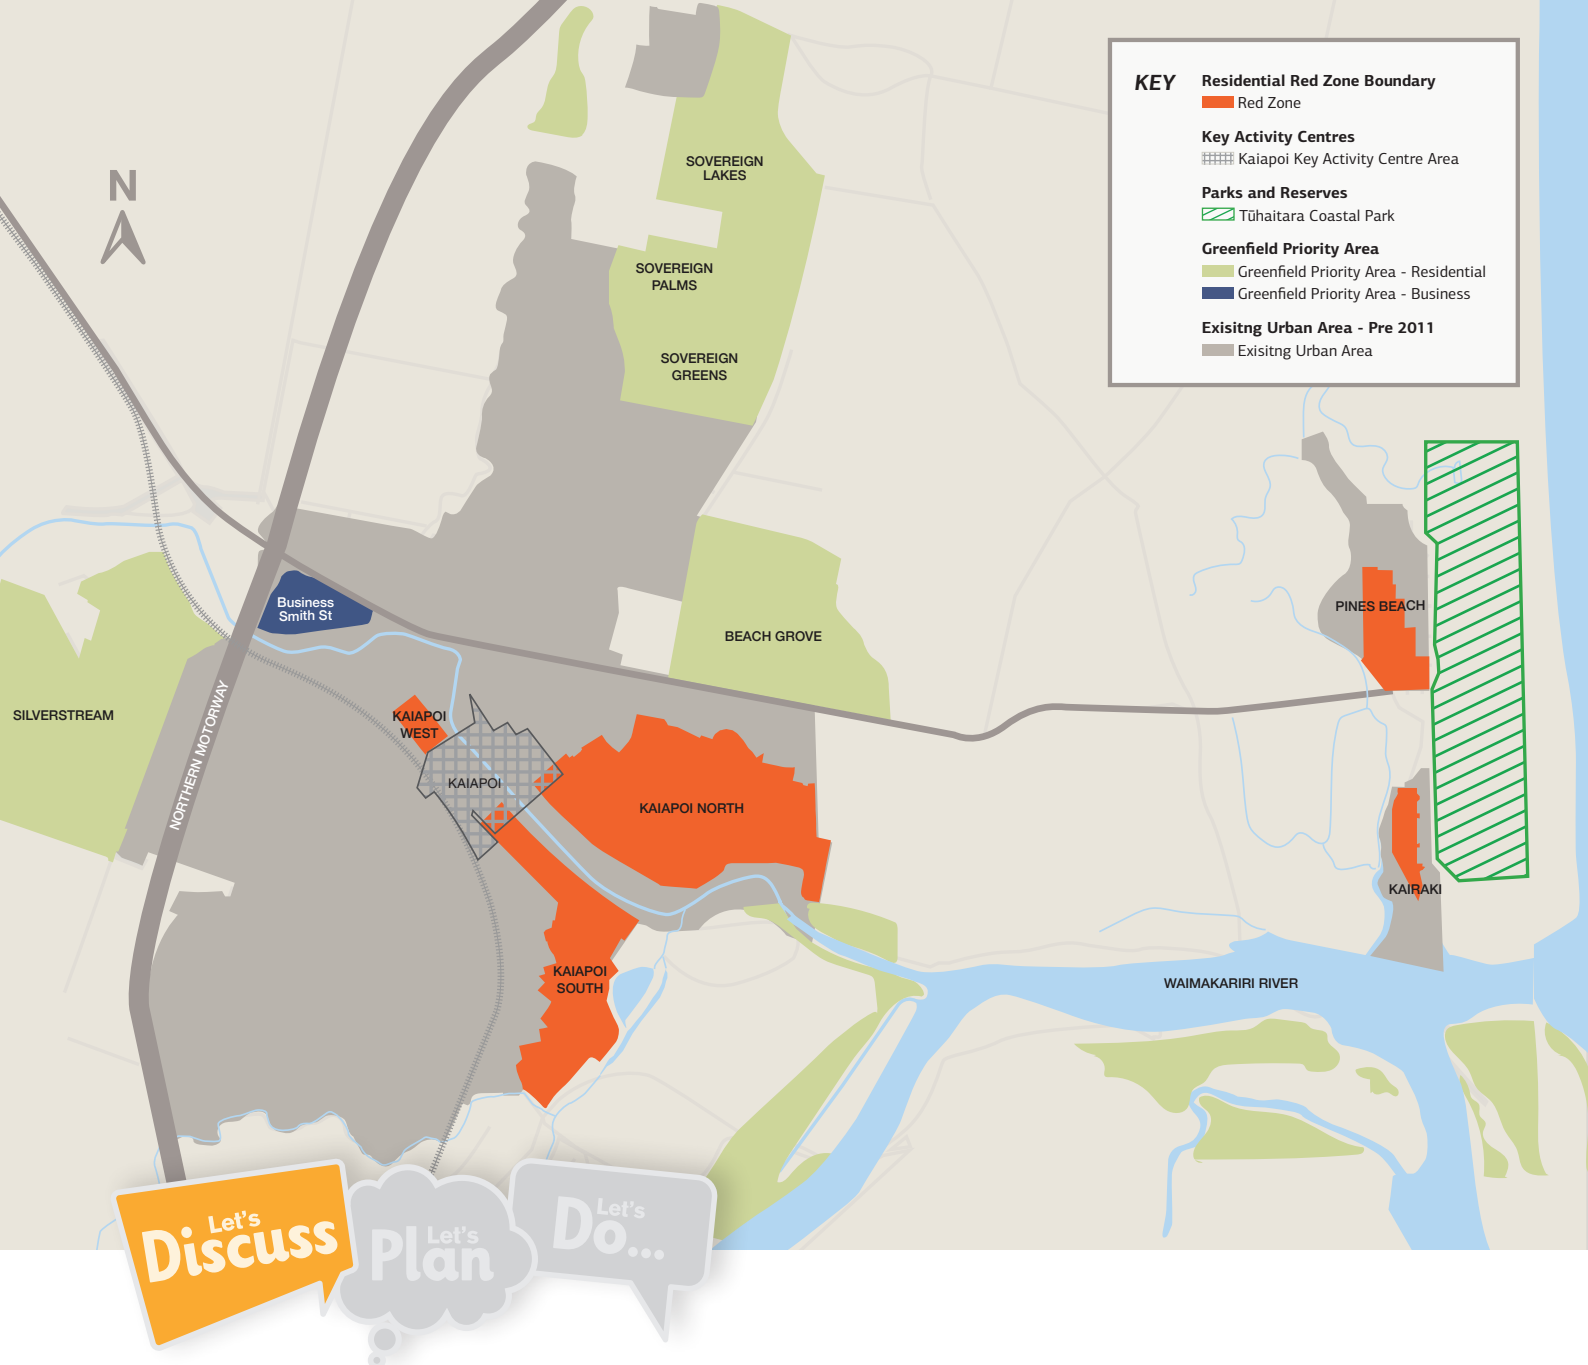 KEY
Residential Red Zone Boundary
Red Zone
Key Activity Centres
Kaiapoi Key Activity Centre Area
Parks and Reserves
Tūhaitara Coastal Park
Greenfield Priority Area
Greenfield Priority Area - Residential
Greenfield Priority Area - Business
Exisitng Urban Area - Pre 2011
Exisitng Urban Area
N
SOVEREIGN
LAKES
SOVEREIGN
PALMS
SOVEREIGN
GREENS
Business
Smith St
PINES BEACH
BEACH GROVE
SILVERSTREAM
NORTHERN MOTORWAY
KAIAPOI
WEST
KAIAPOI
KAIAPOI NORTH
KAIRAKI
KAIAPOI
SOUTH
WAIMAKARIRI RIVER
Let's
Discuss
Let's
Plan
Let's
Do...